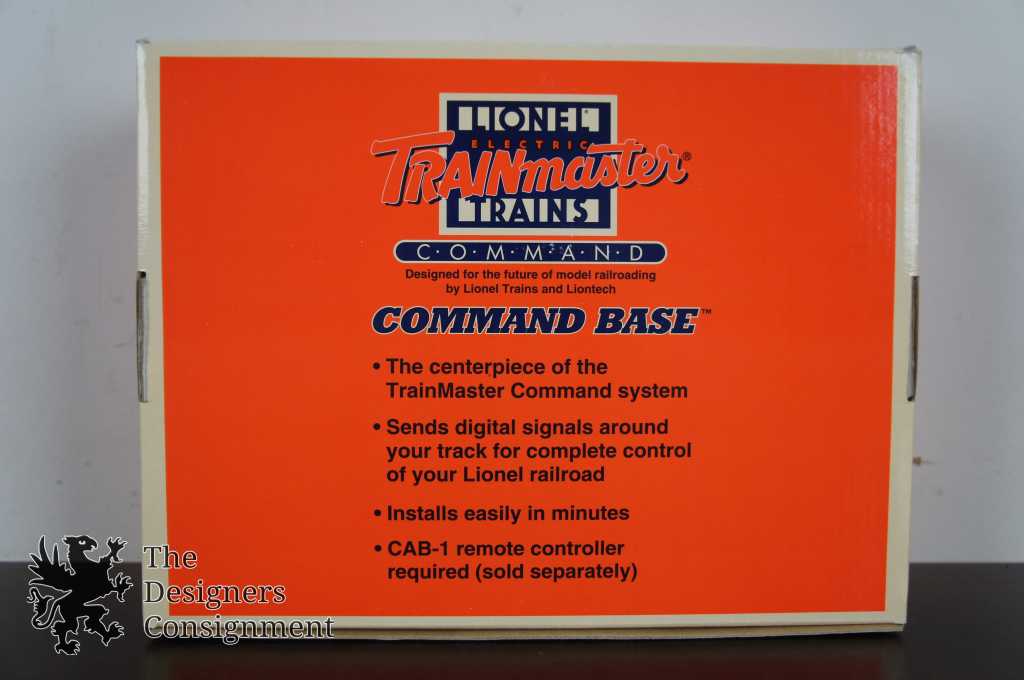 LIONEL®
ELECTRIC
TRAINmaster®
TRAINS
C·O·M·M·A·N·D
Designed for the future of model railroading
by Lionel Trains and Liontech
COMMAND BASE™
• The centerpiece of the
TrainMaster Command system
• Sends digital signals around
your track for complete control
of your Lionel railroad
• Installs easily in minutes
• CAB-1 remote controller
required (sold separately)
The
Designers
Consignment